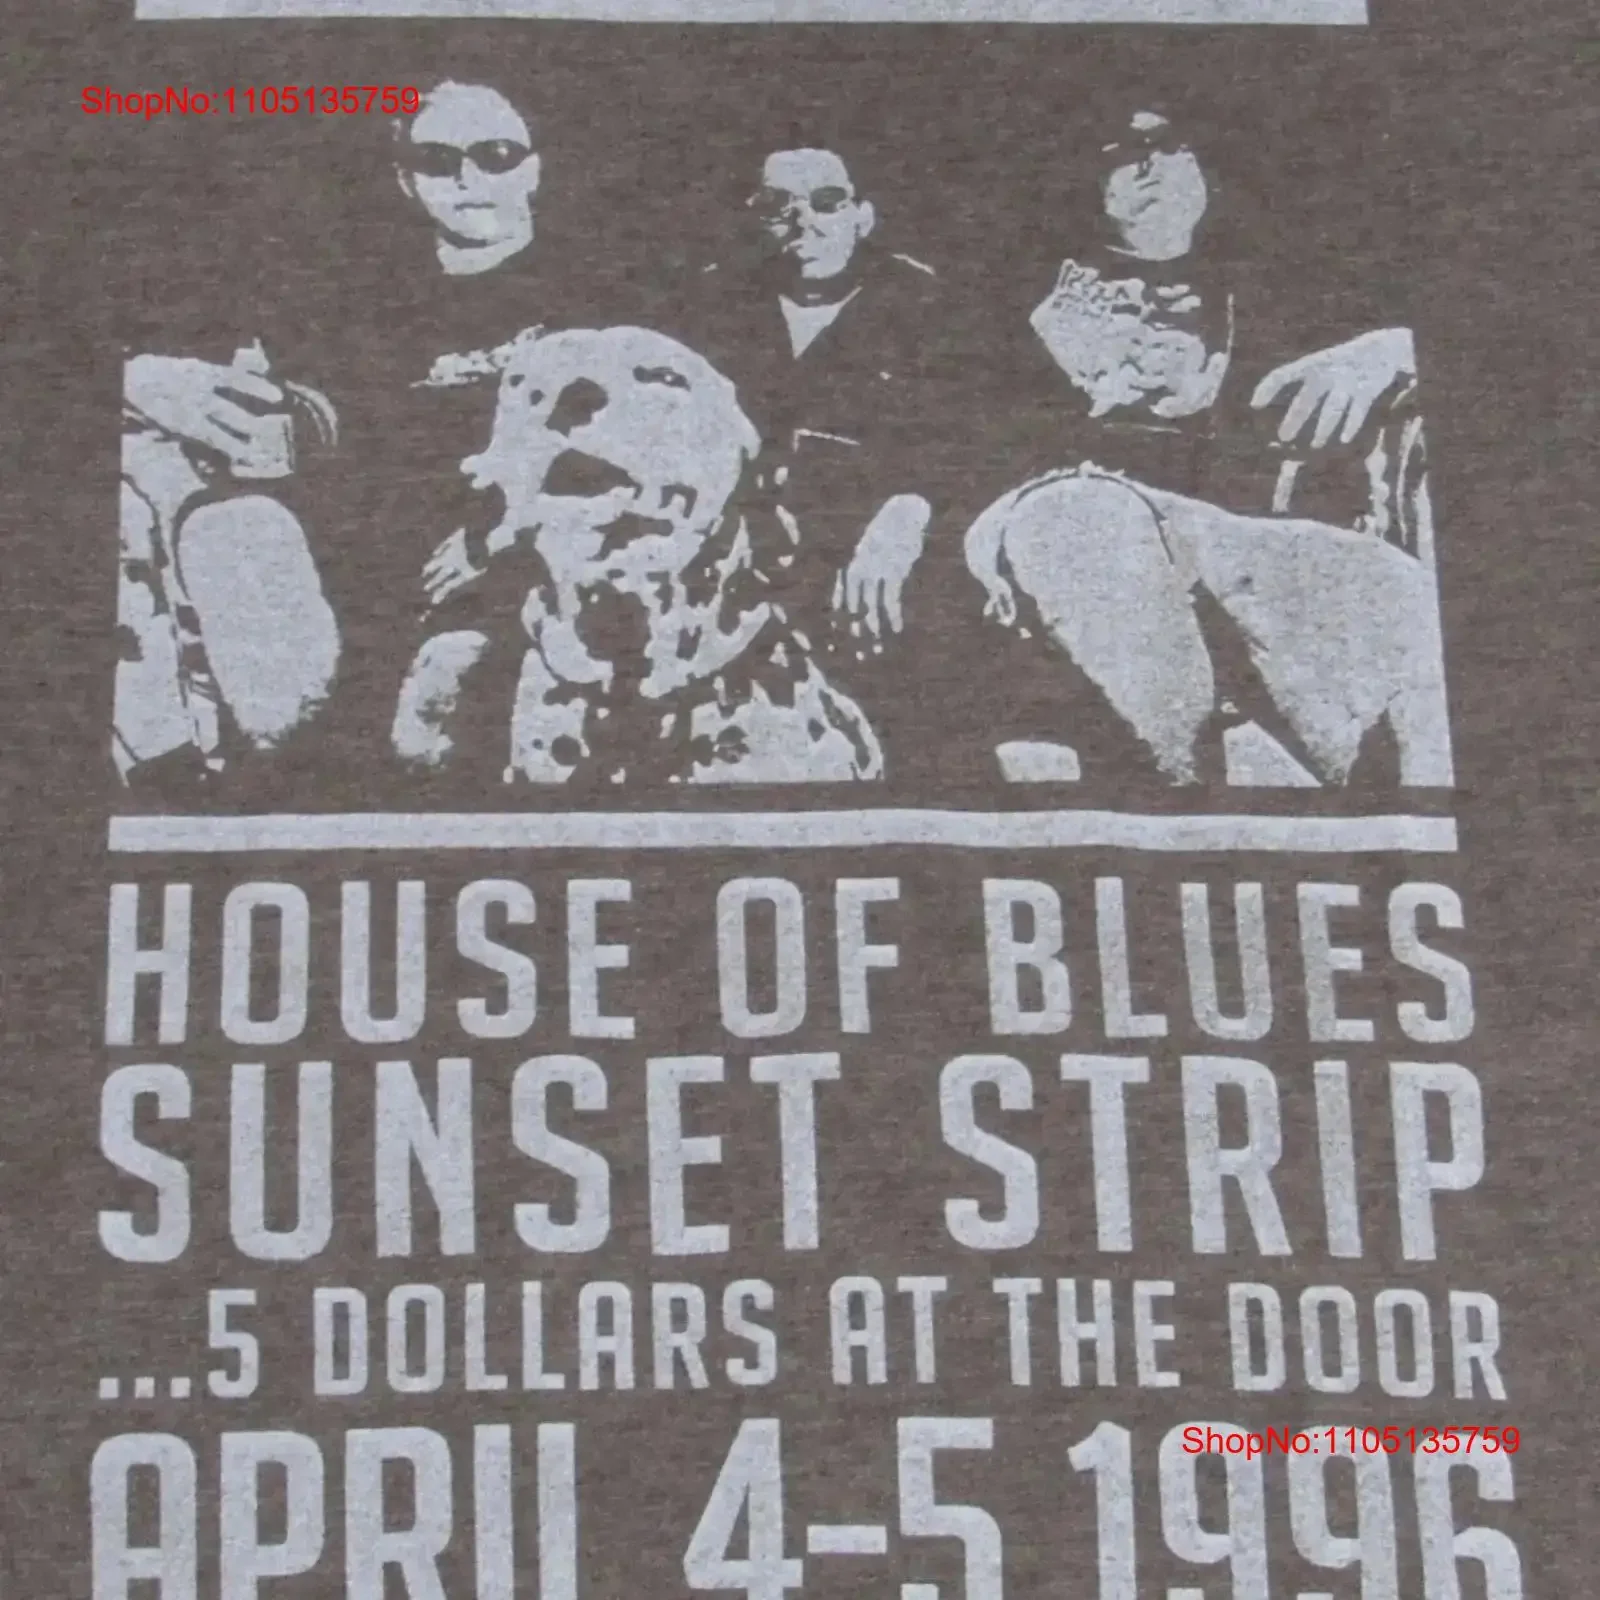 ShopNo:1105135759
HOUSE OF BLUES
SUNSET STRIP
...5 DOLLARS AT THE DOOR
ShopNo:1105135759
APRIL 4-5 1996